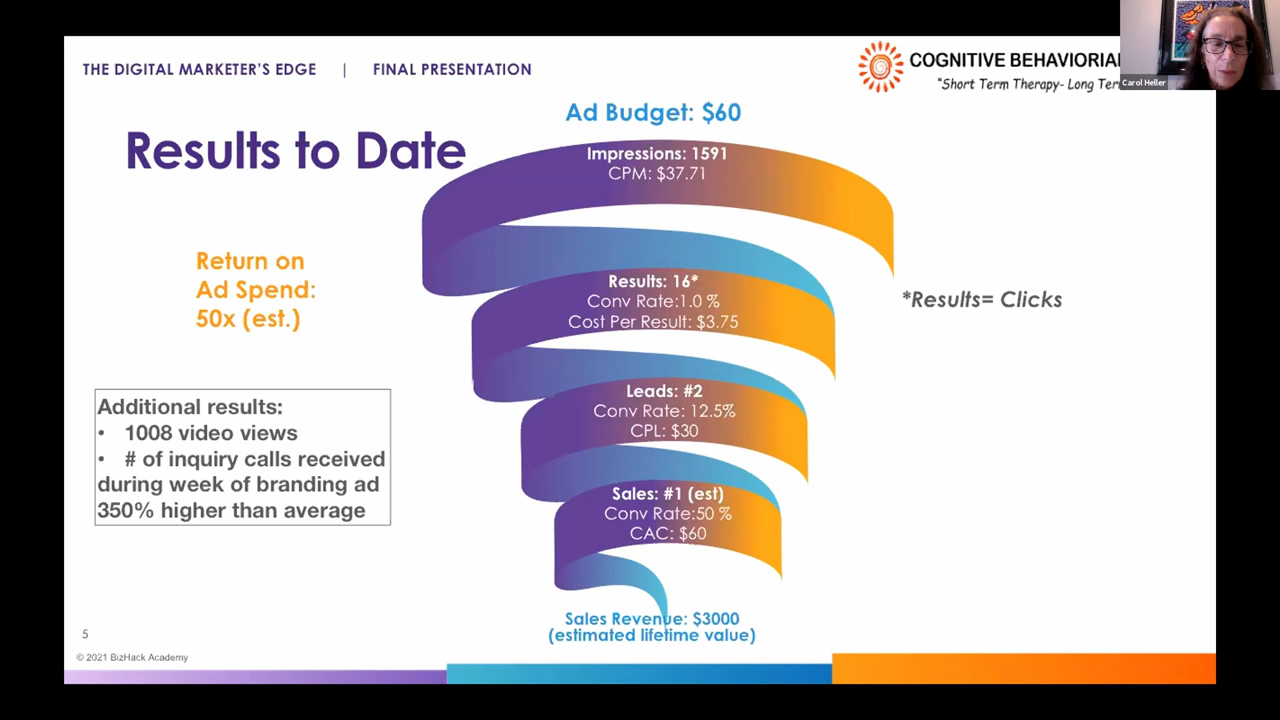 THE DIGITAL MARKETER'S EDGE | FINAL PRESENTATION
COGNITIVE BEHAVIORIAL
"Short Term Therapy- Long
Carol Heller
Ad Budget: $60
Results to Date
Impressions: 1591
CPM: $37.71
Return on
Ad Spend:
50x (est.)
Results: 16*
Conv Rate:1.0 %
Cost Per Result: $3.75
*Results= Clicks
Leads: #2
Conv Rate: 12.5%
CPL: $30
Additional results:
• 1008 video views
• # of inquiry calls received
during week of branding ad
350% higher than average
Sales: #1 (est)
Conv Rate:50 %
CAC: $60
Sales Revenue: $3000
(estimated lifetime value)
5
© 2021 BizHack Academy